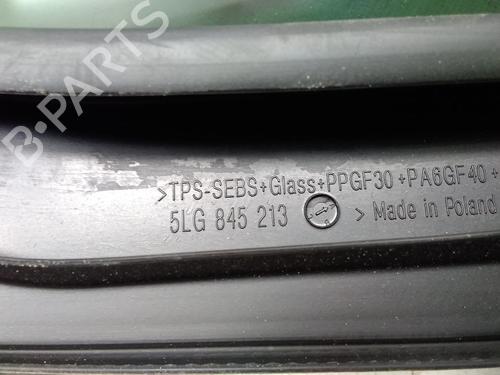 >TPS-SEBS+Glass+PPGF30+PA6GF40+
5LG 845 213 > Made in Poland
B-PARTS